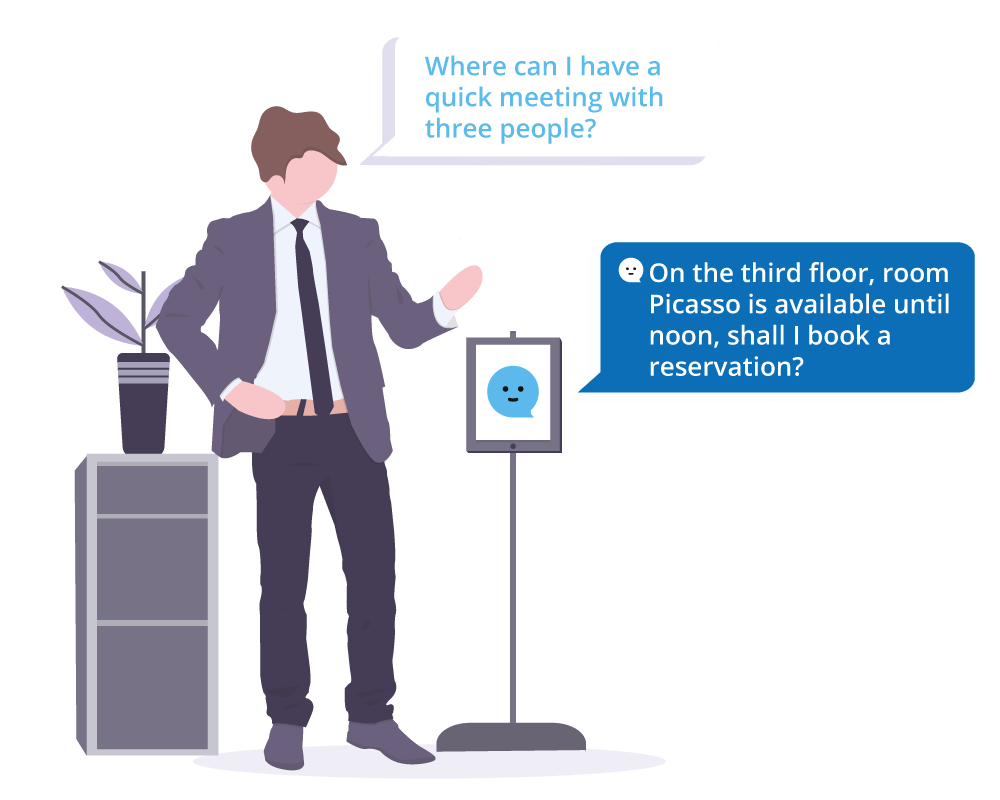 Where can I have a
quick meeting with
three people?
On the third floor, room
Picasso is available until
noon, shall I book a
reservation?